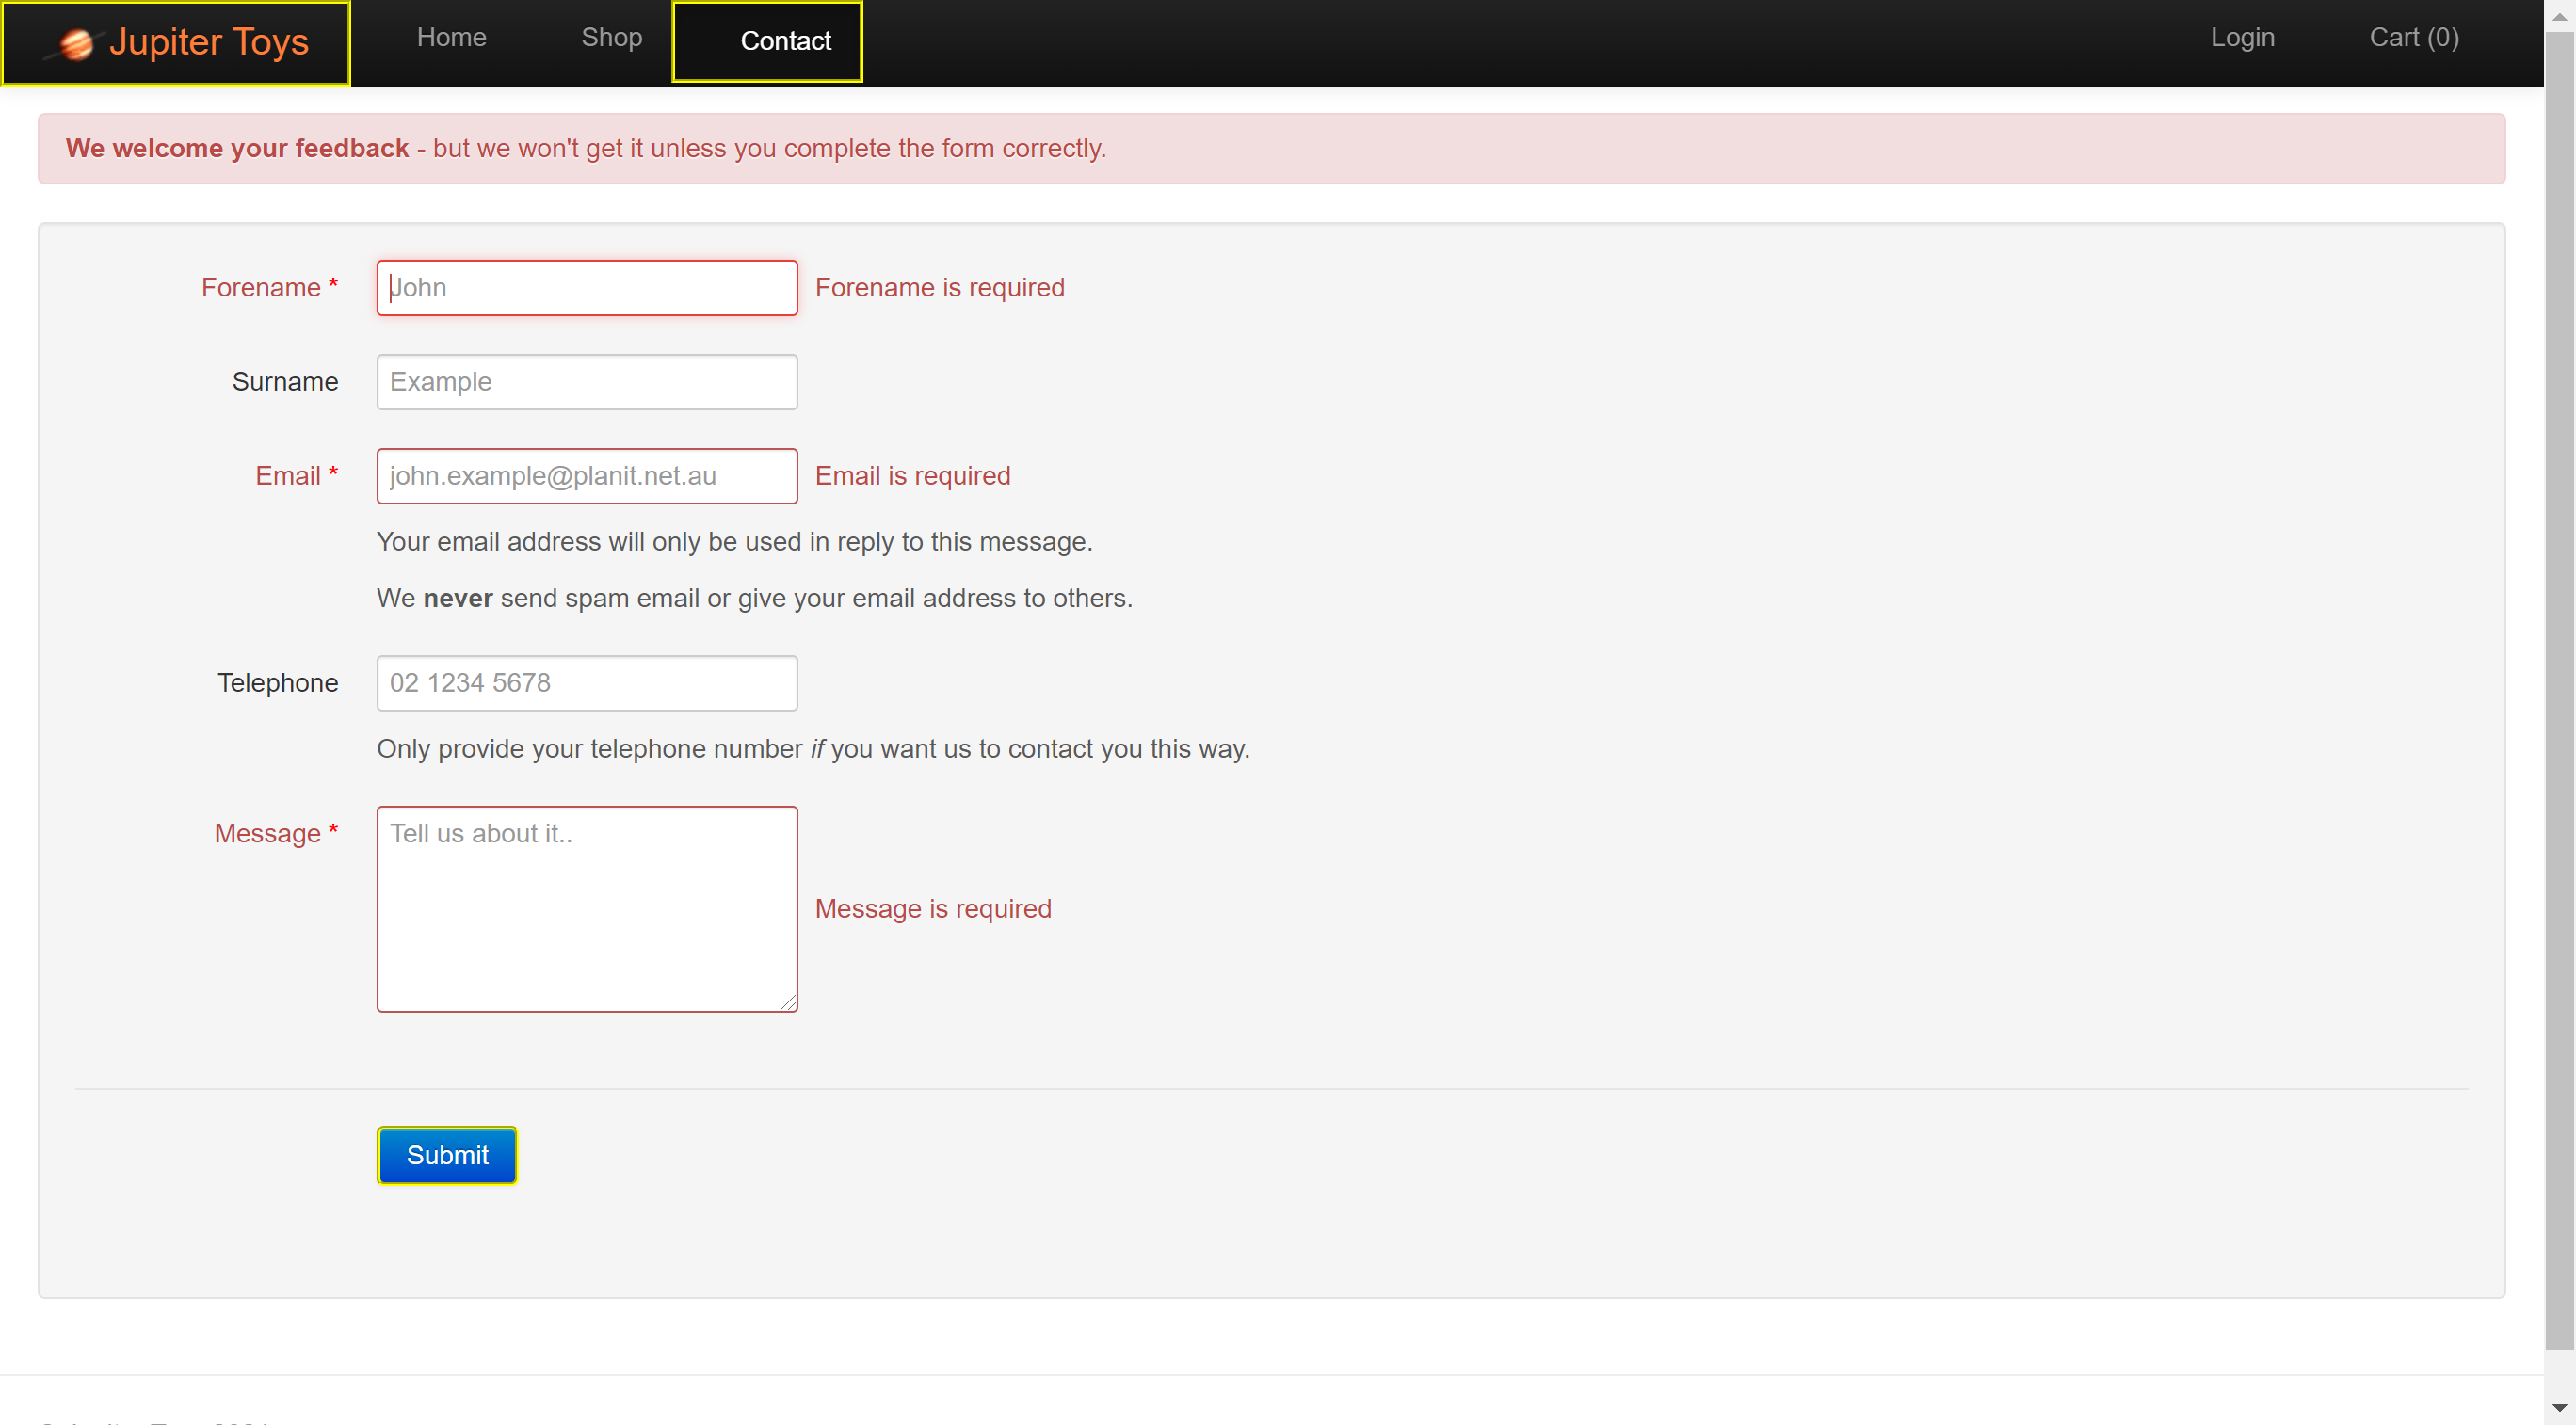 Jupiter Toys Home Shop Contact Login Cart (0)
We welcome your feedback - but we won't get it unless you complete the form correctly.
Forename * John Forename is required
Surname Example
Email * john.example@planit.net.au Email is required
Your email address will only be used in reply to this message.
We never send spam email or give your email address to others.
Telephone 02 1234 5678
Only provide your telephone number if you want us to contact you this way.
Message * Tell us about it..
Message is required
Submit